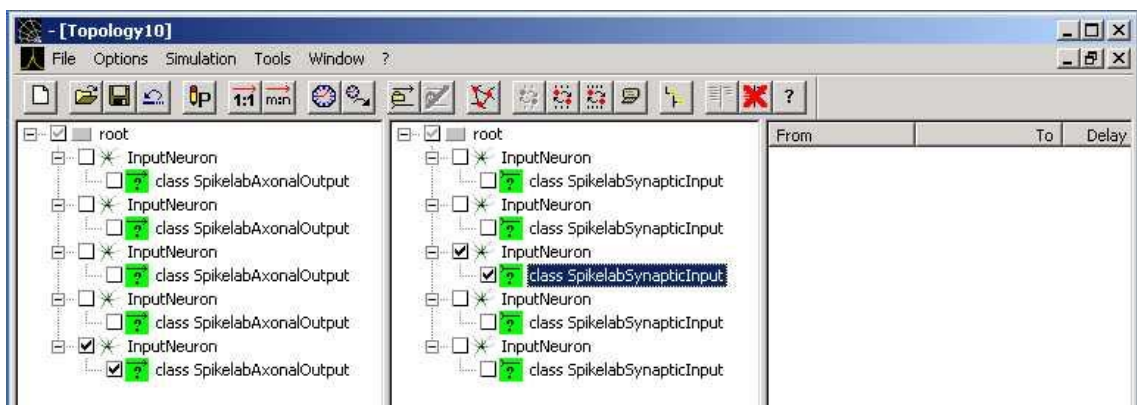 - [Topology10]
File Options Simulation Tools Window ?
P 1:1 m:n ?
root
InputNeuron
? class SpikelabAxonalOutput
InputNeuron
? class SpikelabAxonalOutput
InputNeuron
? class SpikelabAxonalOutput
InputNeuron
? class SpikelabAxonalOutput
InputNeuron
? class SpikelabAxonalOutput
root
InputNeuron
? class SpikelabSynapticInput
InputNeuron
? class SpikelabSynapticInput
InputNeuron
? class SpikelabSynapticInput
InputNeuron
? class SpikelabSynapticInput
InputNeuron
? class SpikelabSynapticInput
From To Delay